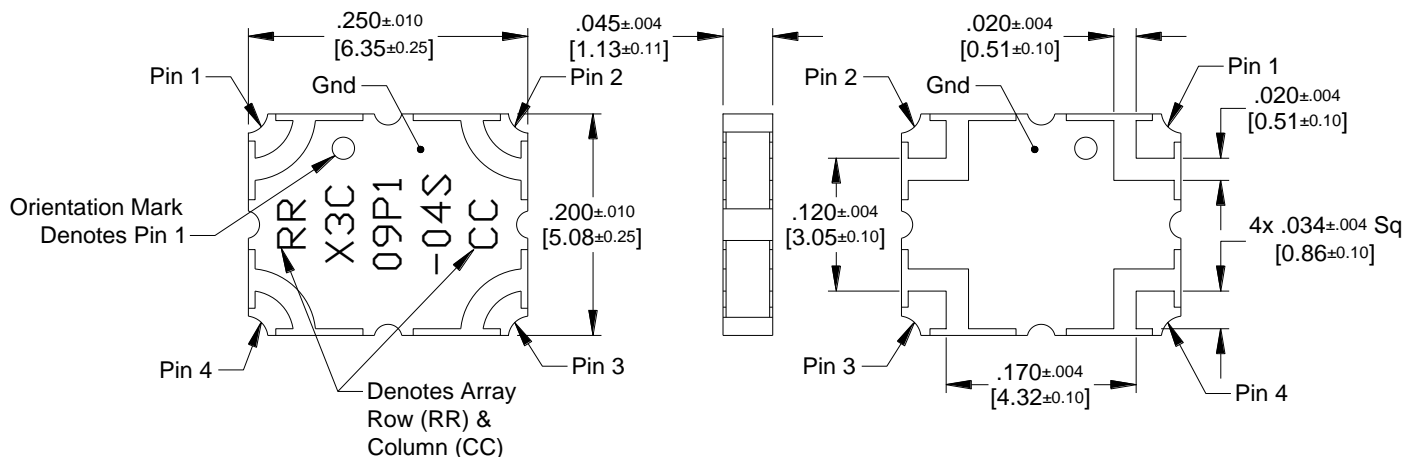 .250±.010
[6.35±0.25]
.045±.004
[1.13±0.11]
.020±.004
[0.51±0.10]
Pin 1
Gnd
Pin 2
Pin 2
Gnd
Pin 1
.020±.004
[0.51±0.10]
Orientation Mark
Denotes Pin 1
RR
X3C
09P1
-04S
CC
.200±.010
[5.08±0.25]
.120±.004
[3.05±0.10]
4x .034±.004 Sq
[0.86±0.10]
Pin 4
Pin 3
Pin 3
Pin 4
.170±.004
[4.32±0.10]
Denotes Array
Row (RR) &
Column (CC)